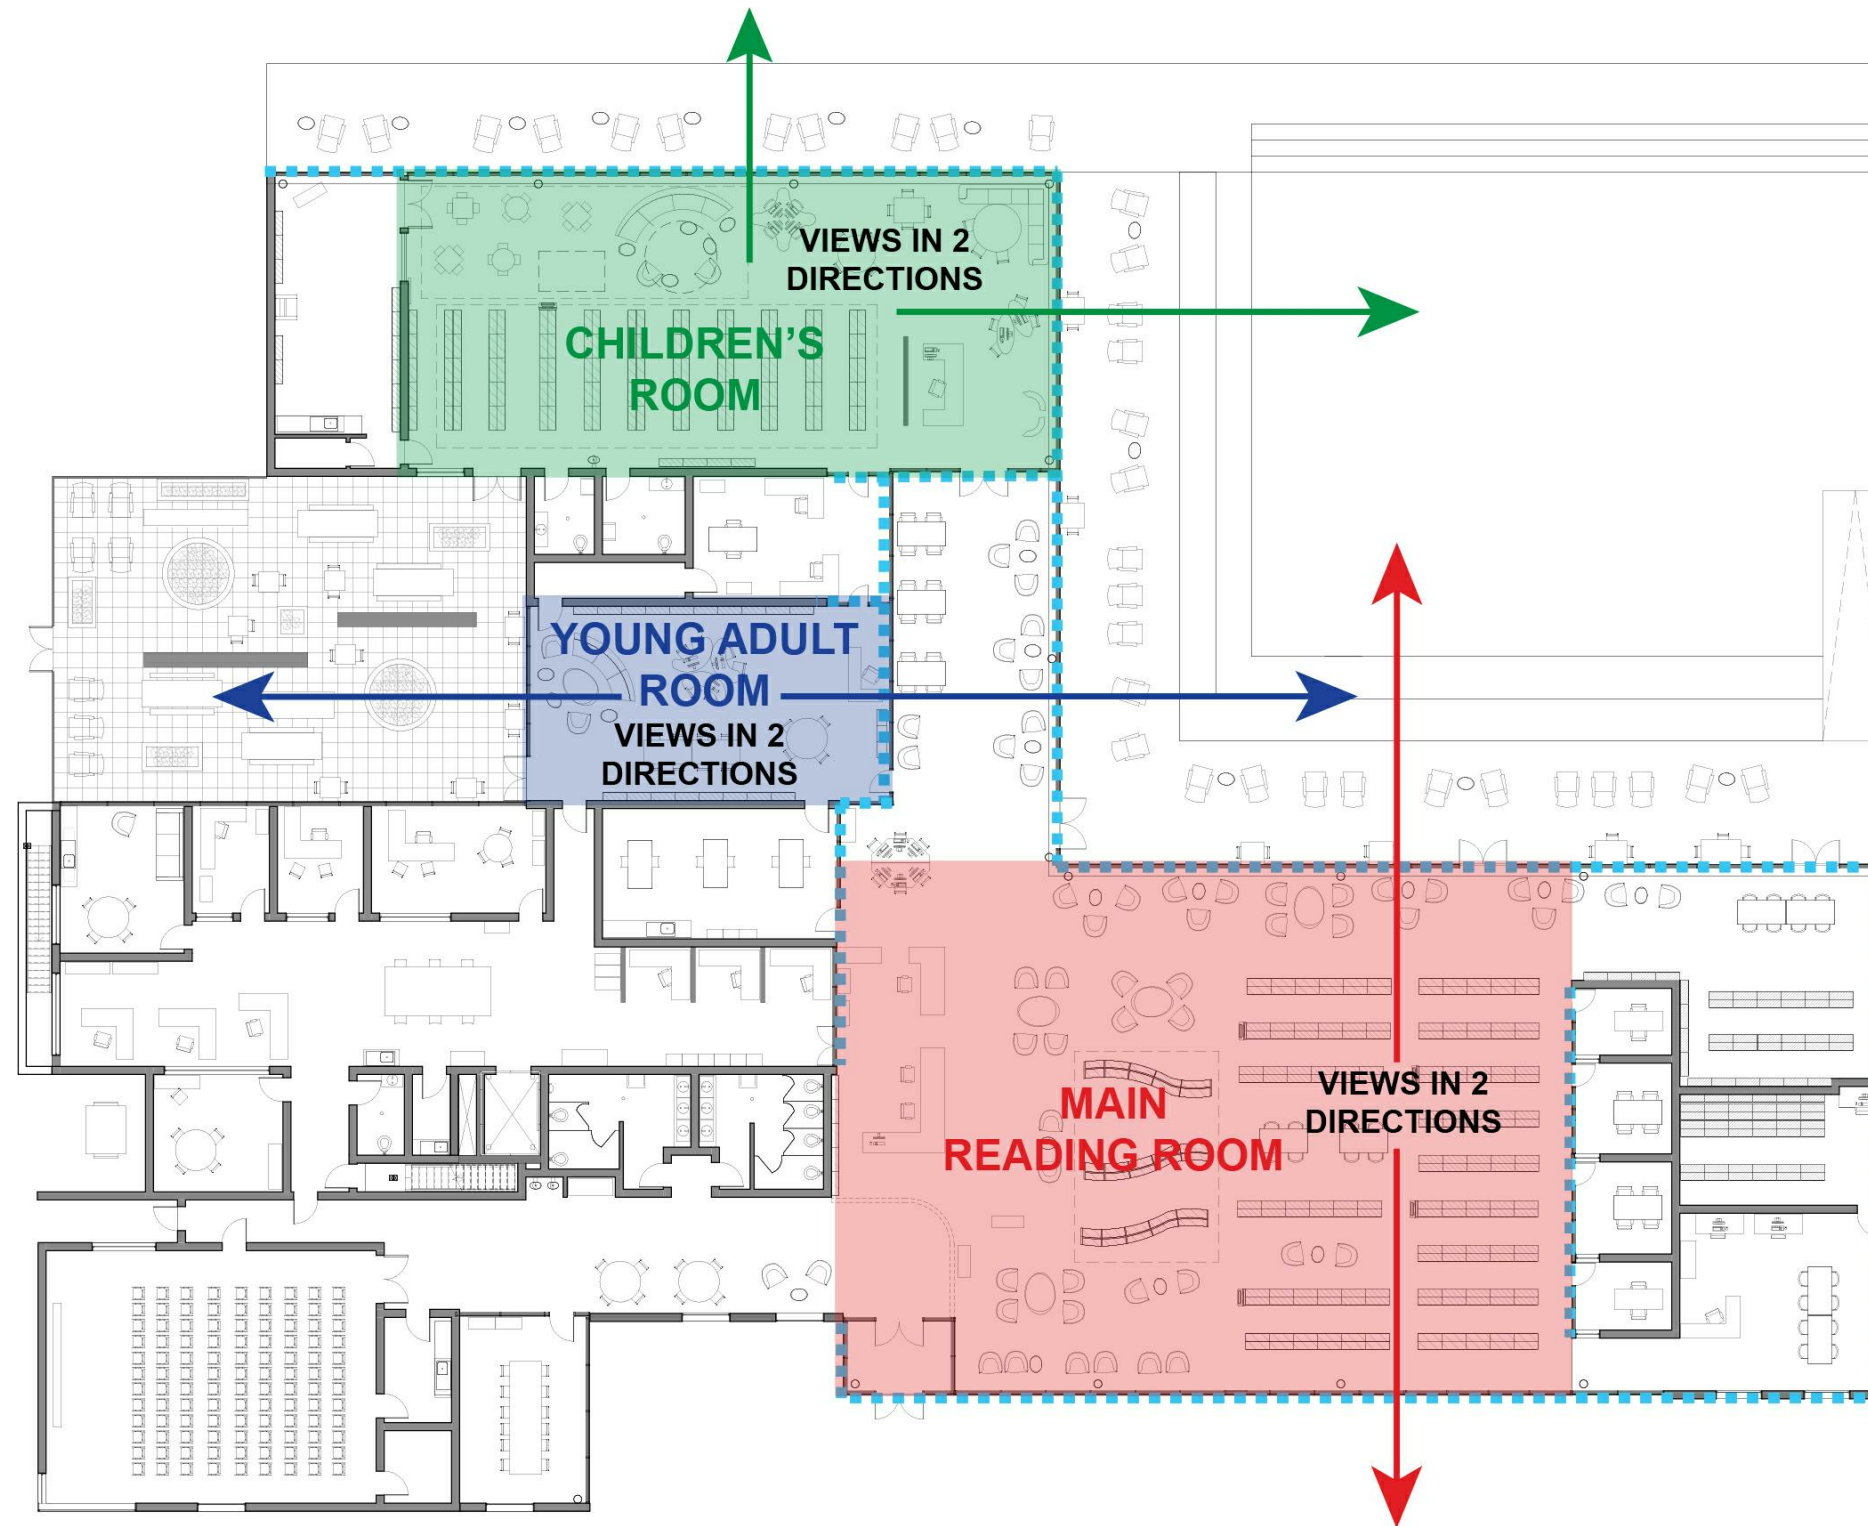 VIEWS IN 2
DIRECTIONS
CHILDREN'S
ROOM
YOUNG ADULT
ROOM
VIEWS IN 2
DIRECTIONS
MAIN
READING ROOM
VIEWS IN 2
DIRECTIONS